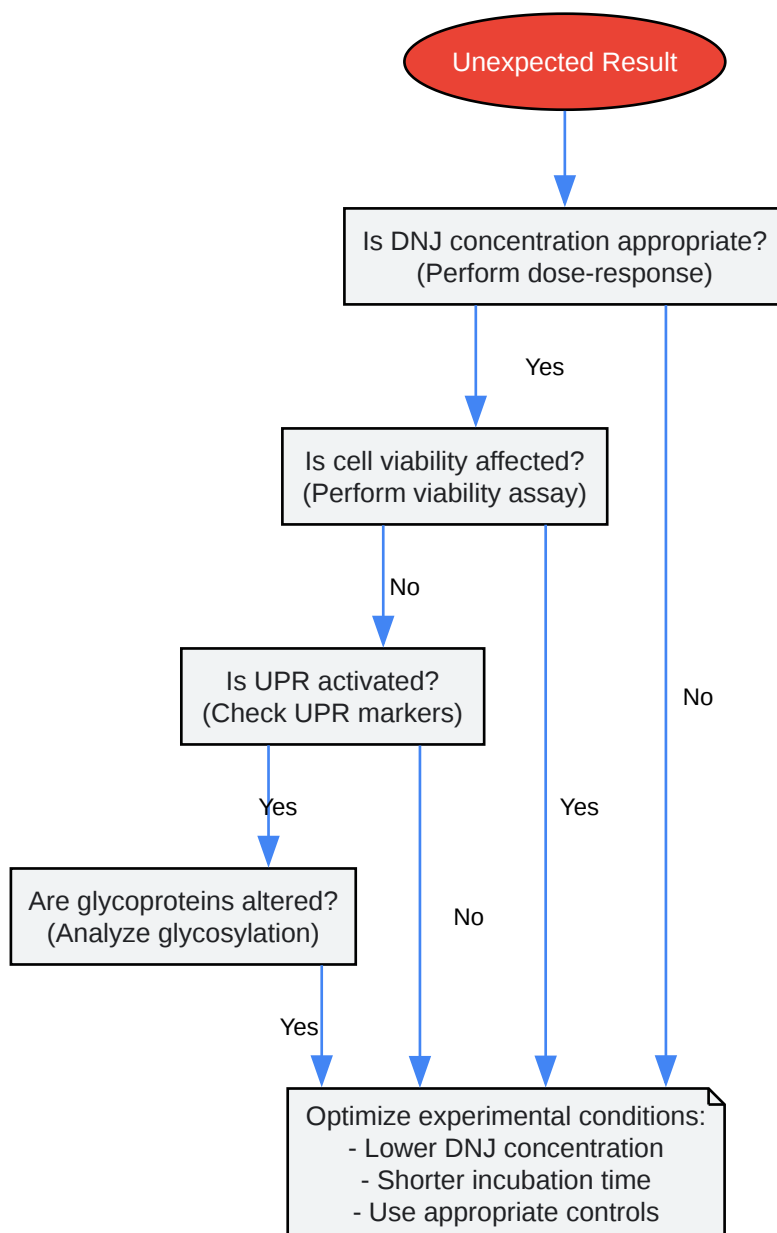 Unexpected Result
Is DNJ concentration appropriate?
(Perform dose-response)
Yes
Is cell viability affected?
(Perform viability assay)
No
Is UPR activated?
(Check UPR markers)
No
Yes
Yes
Are glycoproteins altered?
(Analyze glycosylation)
No
Yes
Optimize experimental conditions:
- Lower DNJ concentration
- Shorter incubation time
- Use appropriate controls